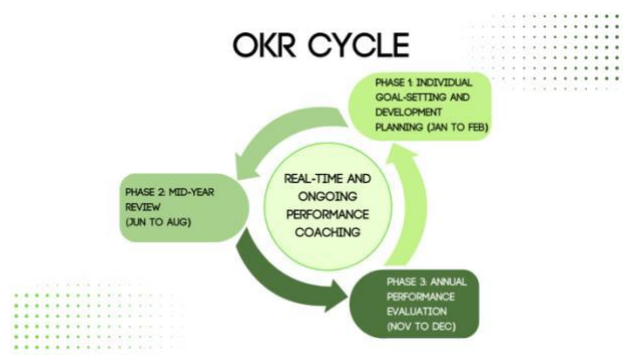 OKR CYCLE
PHASE 1: INDIVIDUAL
GOAL-SETTING AND
DEVELOPMENT
PLANNING (JAN TO FEB)
REAL-TIME AND
ONGOING
PERFORMANCE
COACHING
PHASE 2: MID-YEAR
REVIEW
(JUN TO AUG)
PHASE 3: ANNUAL
PERFORMANCE
EVALUATION
(NOV TO DEC)